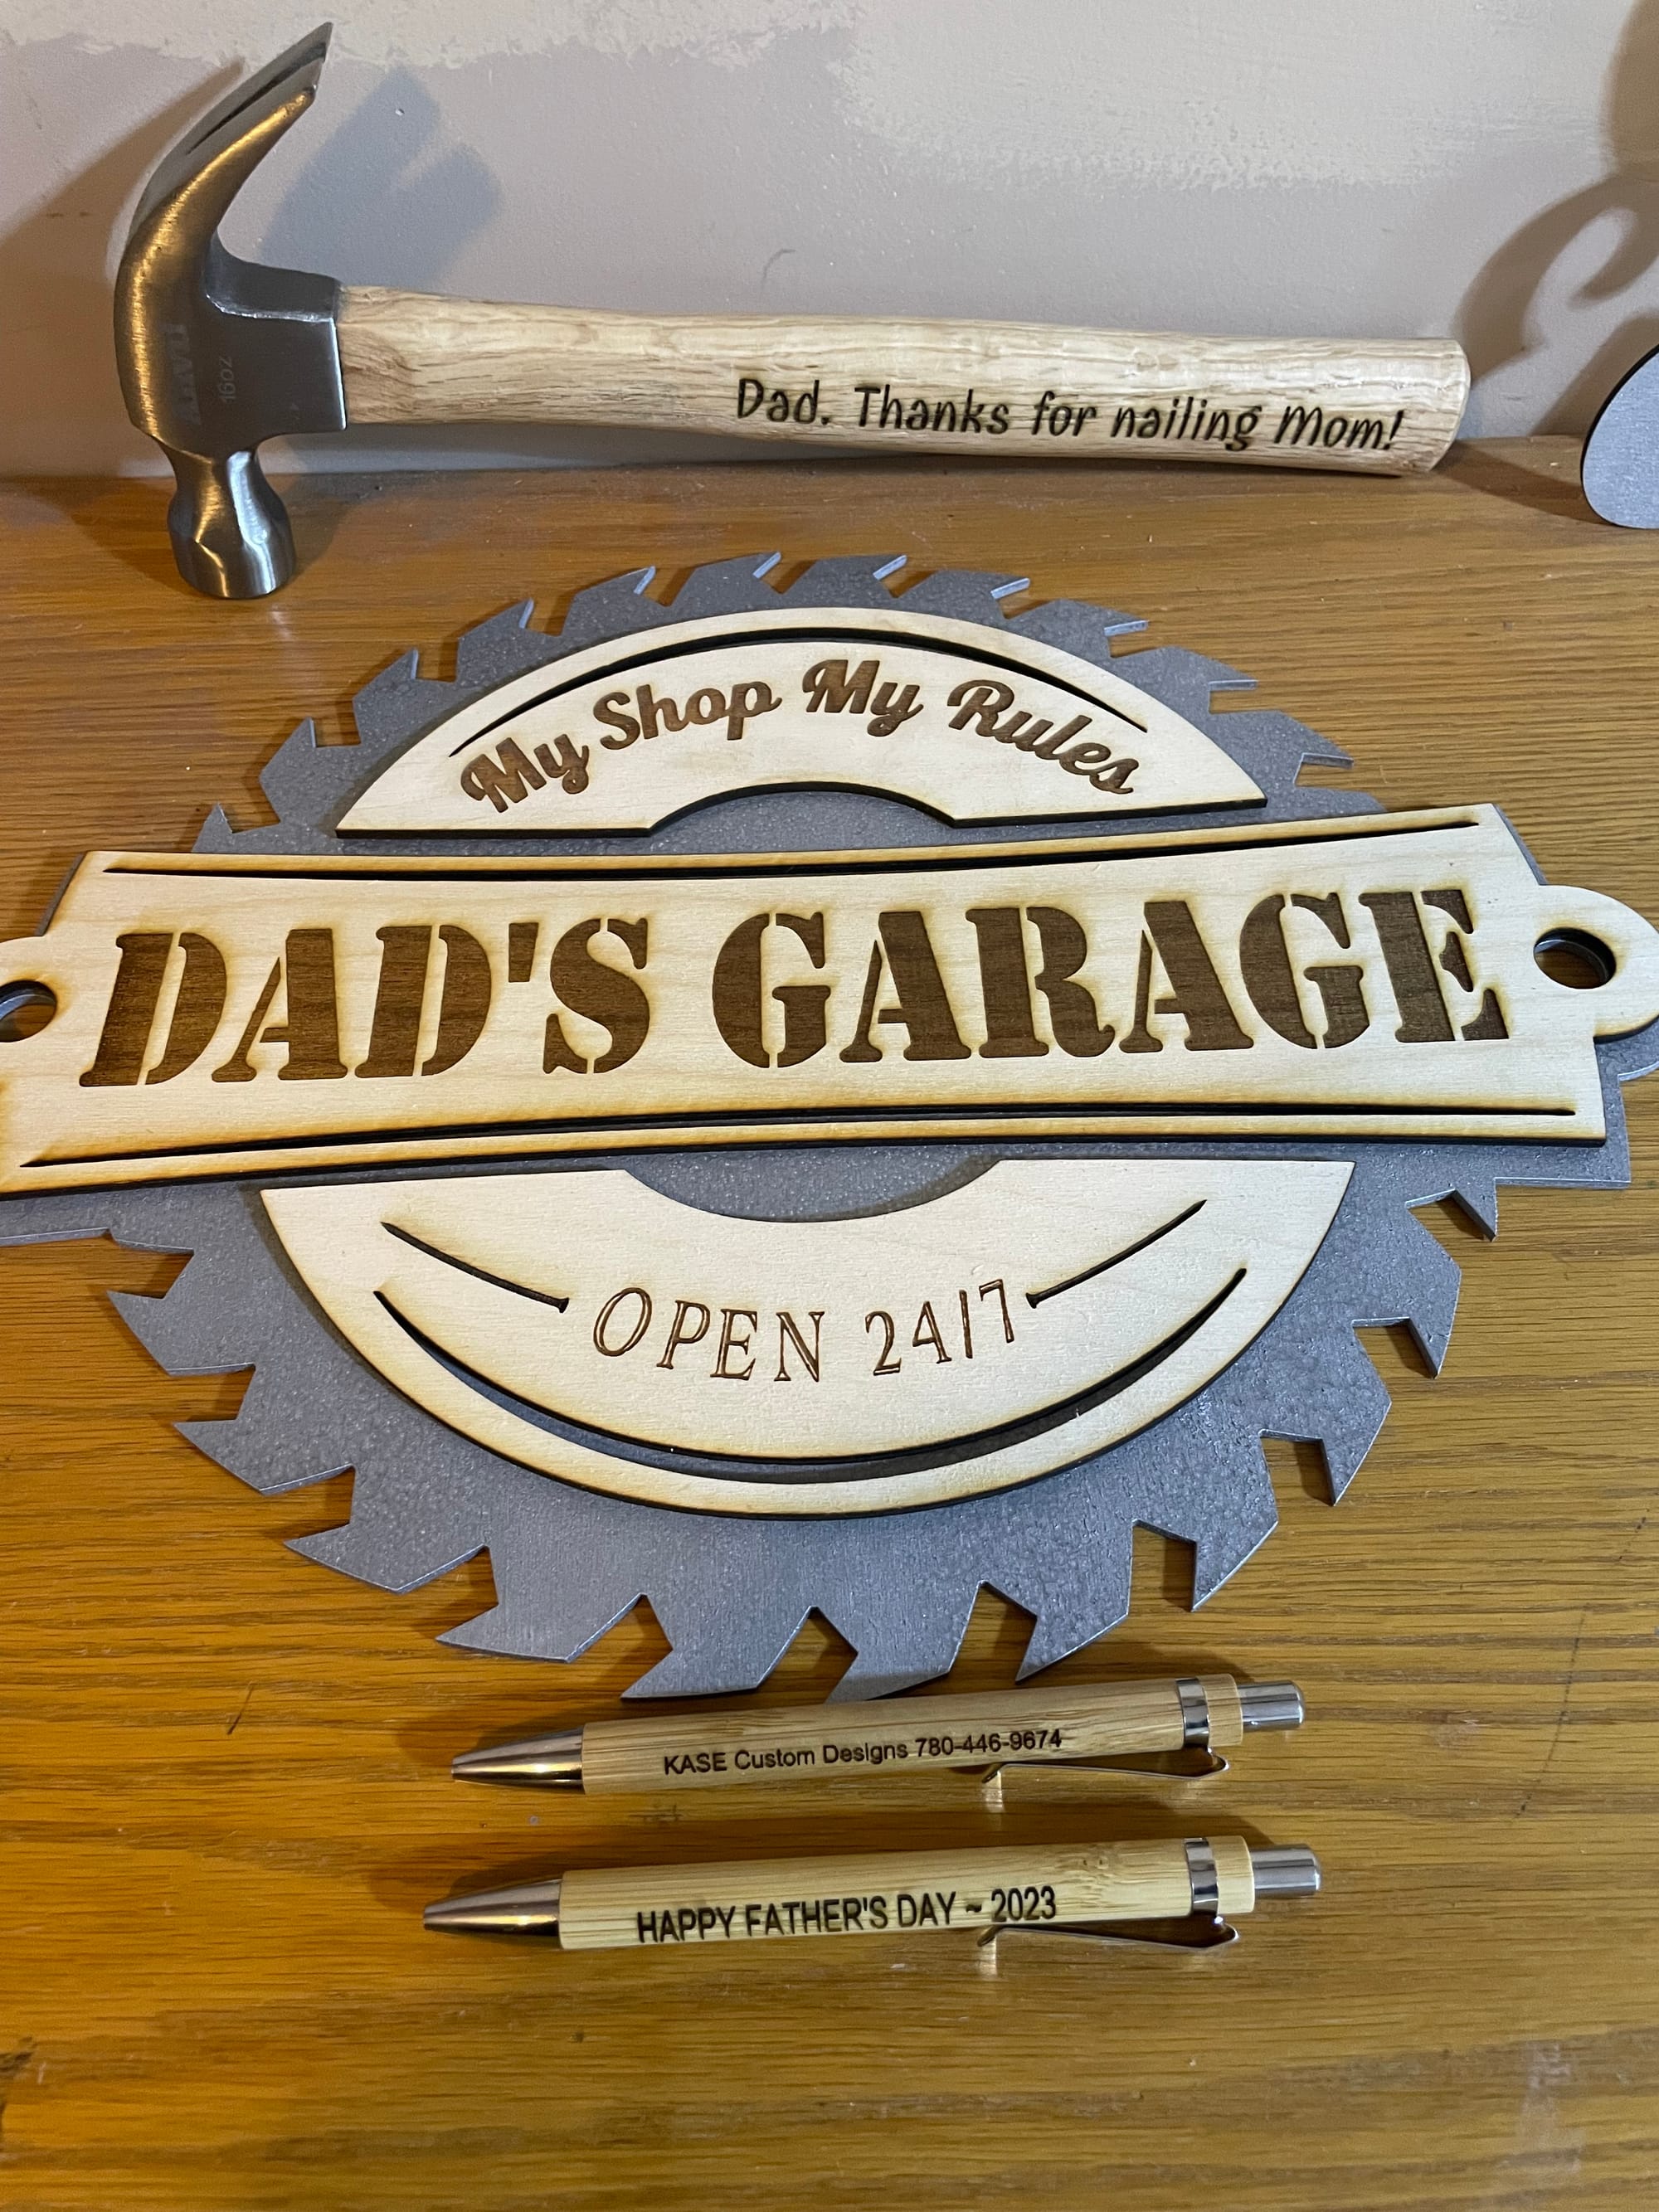 16oz
Dad. Thanks for nailing Mom!
My Shop My Rules
DAD'S GARAGE
OPEN 24/7
KASE Custom Designs 780-446-9674
HAPPY FATHER'S DAY ~ 2023